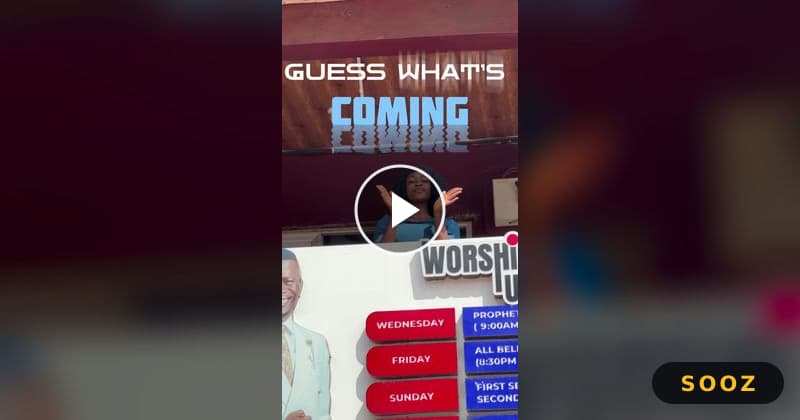 GUESS WHAT'S
COMING
WORSHI
U
WEDNESDAY
PROPHET
( 9:00AM
FRIDAY
ALL BEL
(8:30PM
SUNDAY
FIRST SE
SECOND
SOOZ